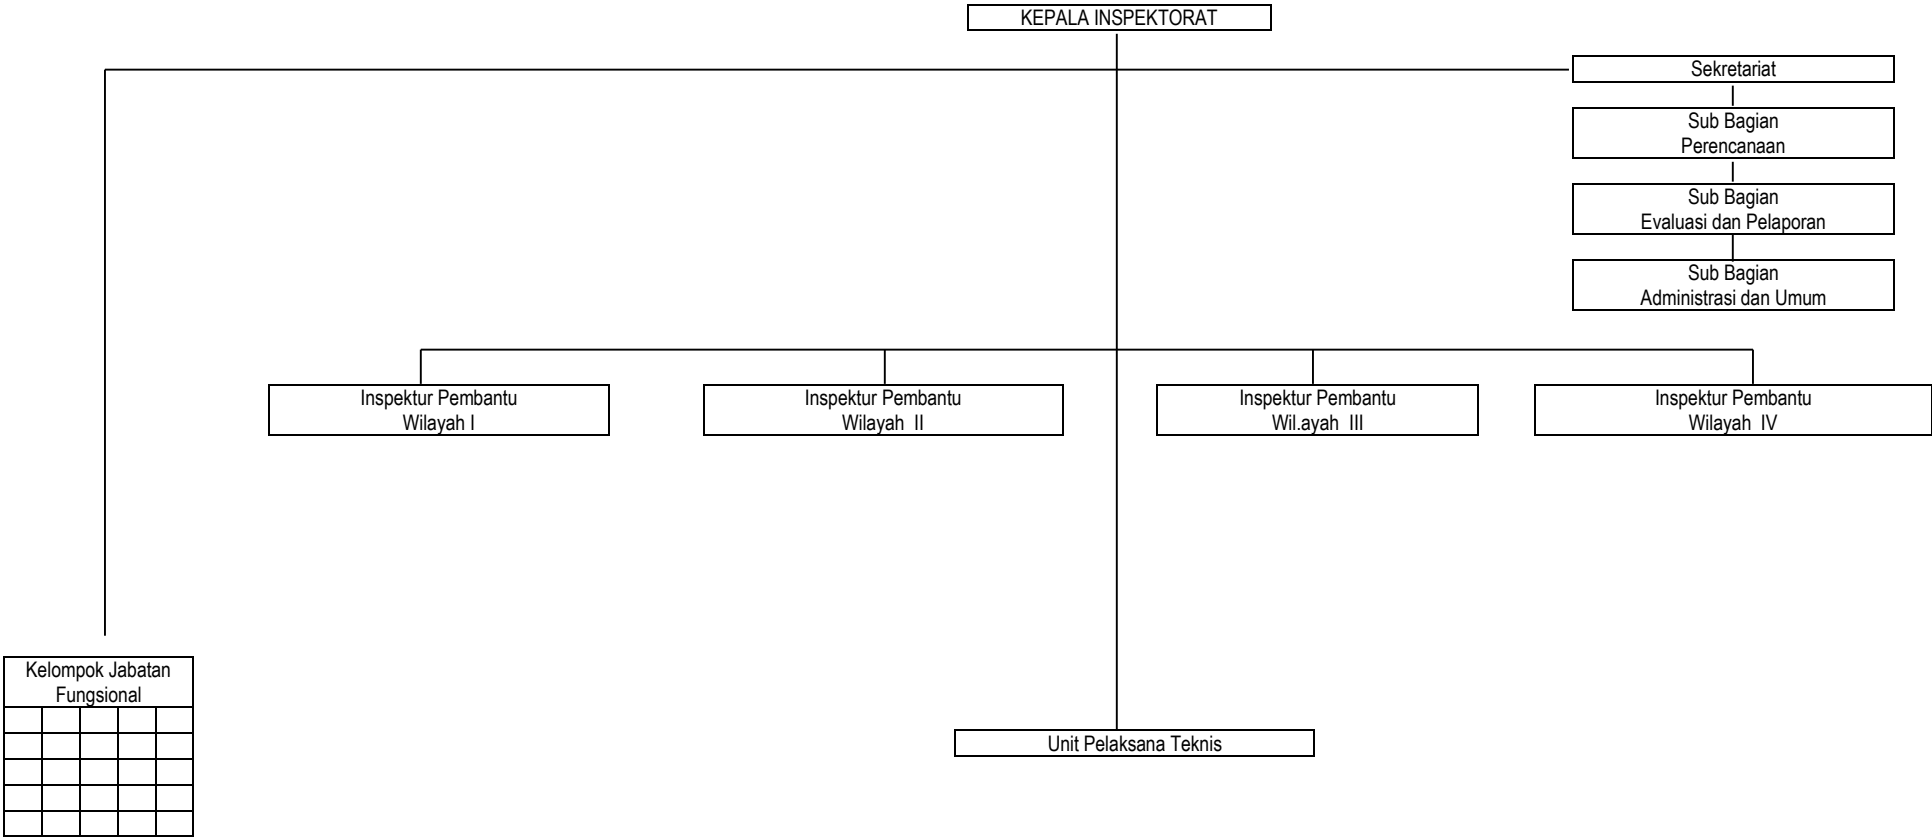 KEPALA INSPEKTORAT
Sekretariat
Sub Bagian
Perencanaan
Sub Bagian
Evaluasi dan Pelaporan
Sub Bagian
Administrasi dan Umum
Inspektur Pembantu
Wilayah I
Inspektur Pembantu
Wilayah  II
Inspektur Pembantu
Wil.ayah  III
Inspektur Pembantu
Wilayah  IV
Kelompok Jabatan
Fungsional
Unit Pelaksana Teknis